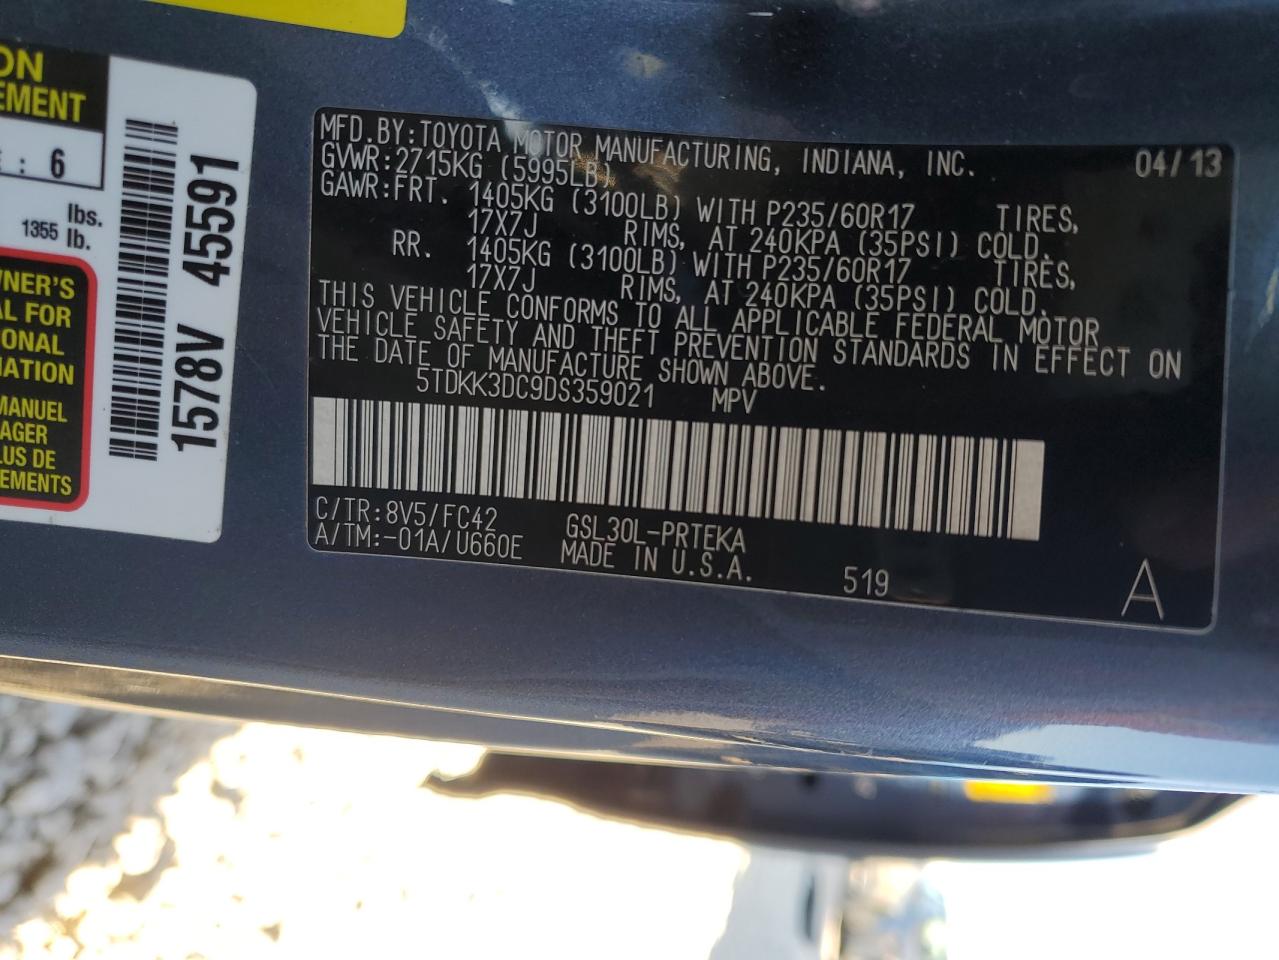 ON
EMENT
E : 6
lbs.
1355 lb.
WNER'S
AL FOR
IONAL
MATION
MANUEL
AGER
LUS DE
EMENTS
1578V 45591
MFD.BY:TOYOTA MOTOR MANUFACTURING, INDIANA, INC. 04/13
GVWR:2715KG (5995LB)
GAWR:FRT. 1405KG (3100LB) WITH P235/60R17 TIRES,
17X7J RIMS, AT 240KPA (35PSI) COLD.
RR. 1405KG (3100LB) WITH P235/60R17 TIRES,
17X7J RIMS, AT 240KPA (35PSI) COLD.
THIS VEHICLE CONFORMS TO ALL APPLICABLE FEDERAL MOTOR
VEHICLE SAFETY AND THEFT PREVENTION STANDARDS IN EFFECT ON
THE DATE OF MANUFACTURE SHOWN ABOVE.
5TDKK3DC9DS359021 MPV
C/TR:8V5/FC42 GSL30L-PRTEKA
A/TM:-01A/U660E MADE IN U.S.A. 519 A